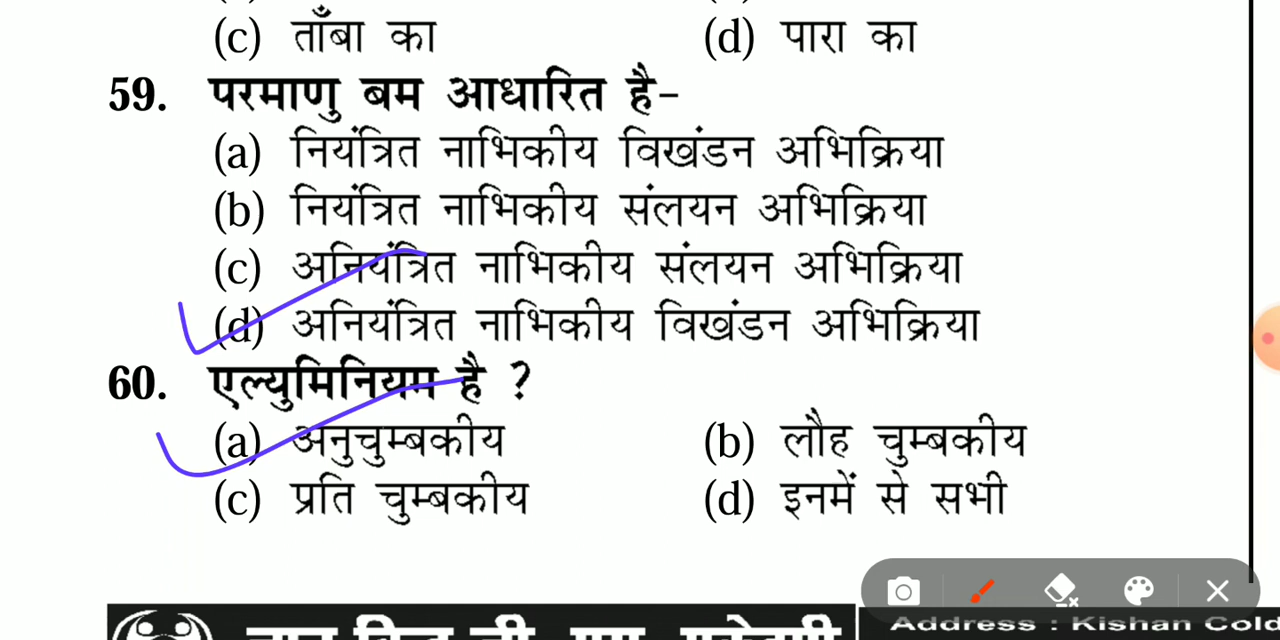 (c) ताँबा का (d) पारा का
59. परमाणु बम आधारित है-
(a) नियंत्रित नाभिकीय विखंडन अभिक्रिया
(b) नियंत्रित नाभिकीय संलयन अभिक्रिया
(c) अनियंत्रित नाभिकीय संलयन अभिक्रिया
(d) अनियंत्रित नाभिकीय विखंडन अभिक्रिया
60. एल्युमिनियम है ?
(a) अनुचुम्बकीय (b) लौह चुम्बकीय
(c) प्रति चुम्बकीय (d) इनमें से सभी
Address : Kishan Cold